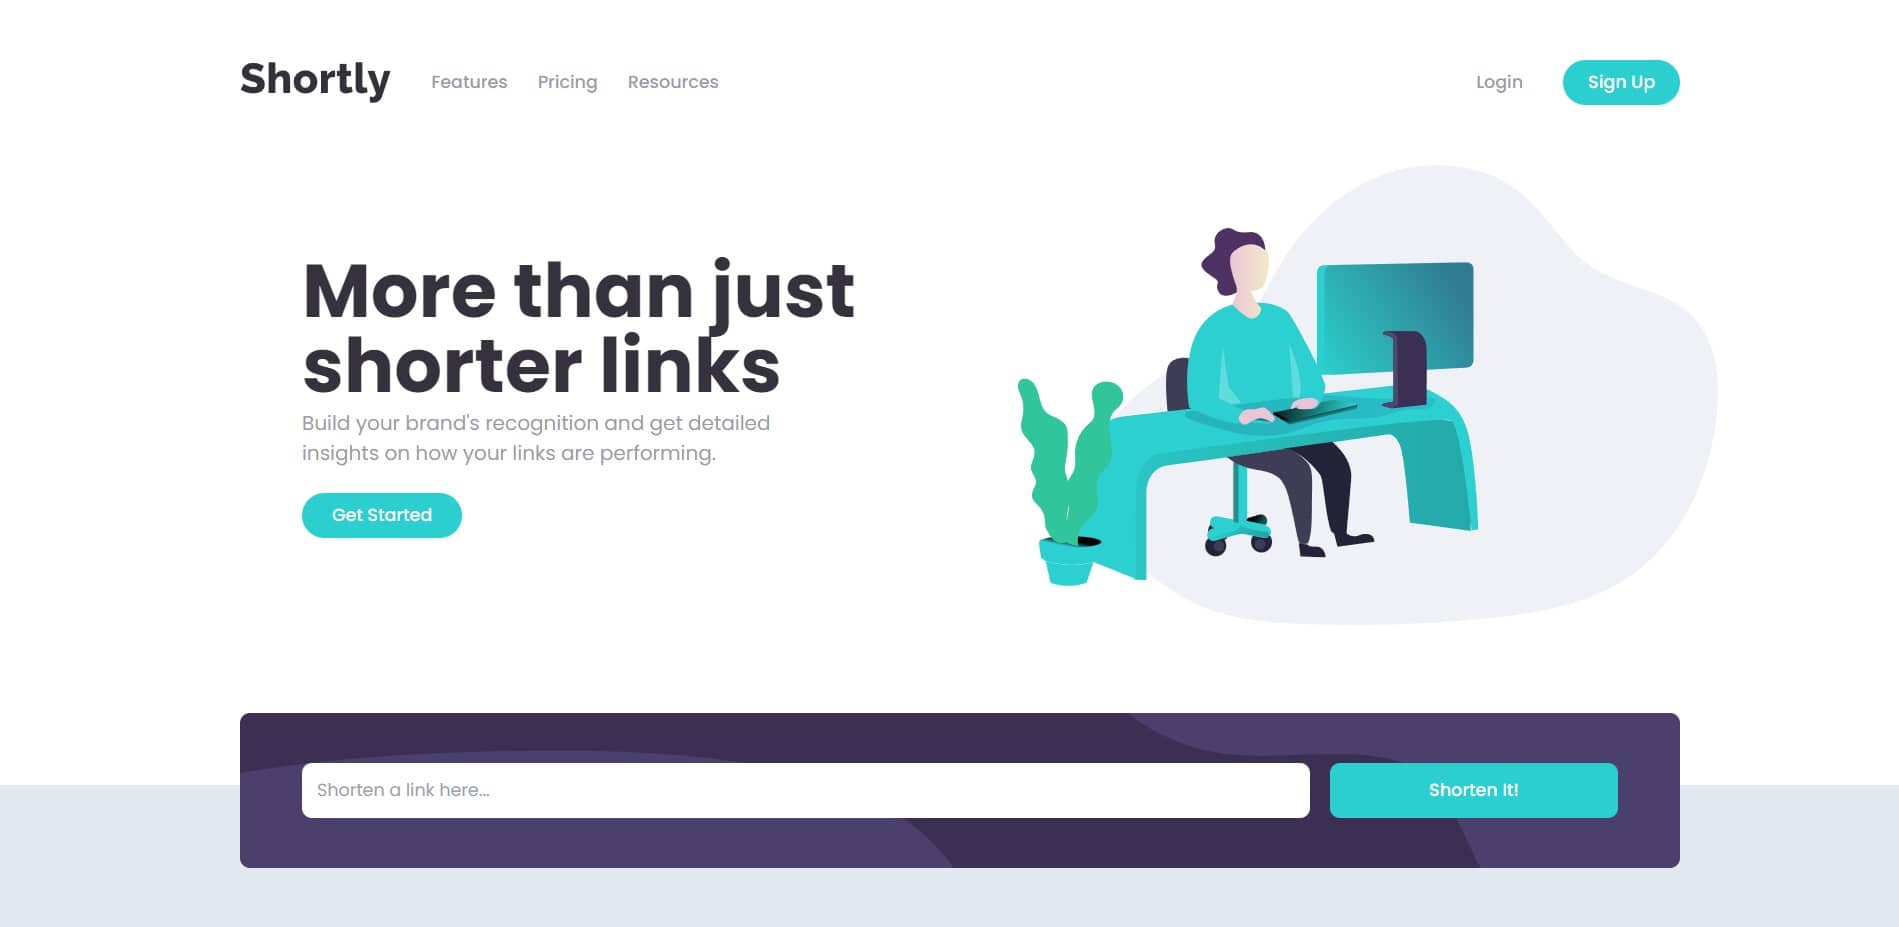 Shortly Features Pricing Resources Login Sign Up
More than just
shorter links
Build your brand's recognition and get detailed
insights on how your links are performing.
Get Started
Shorten a link here... Shorten It!